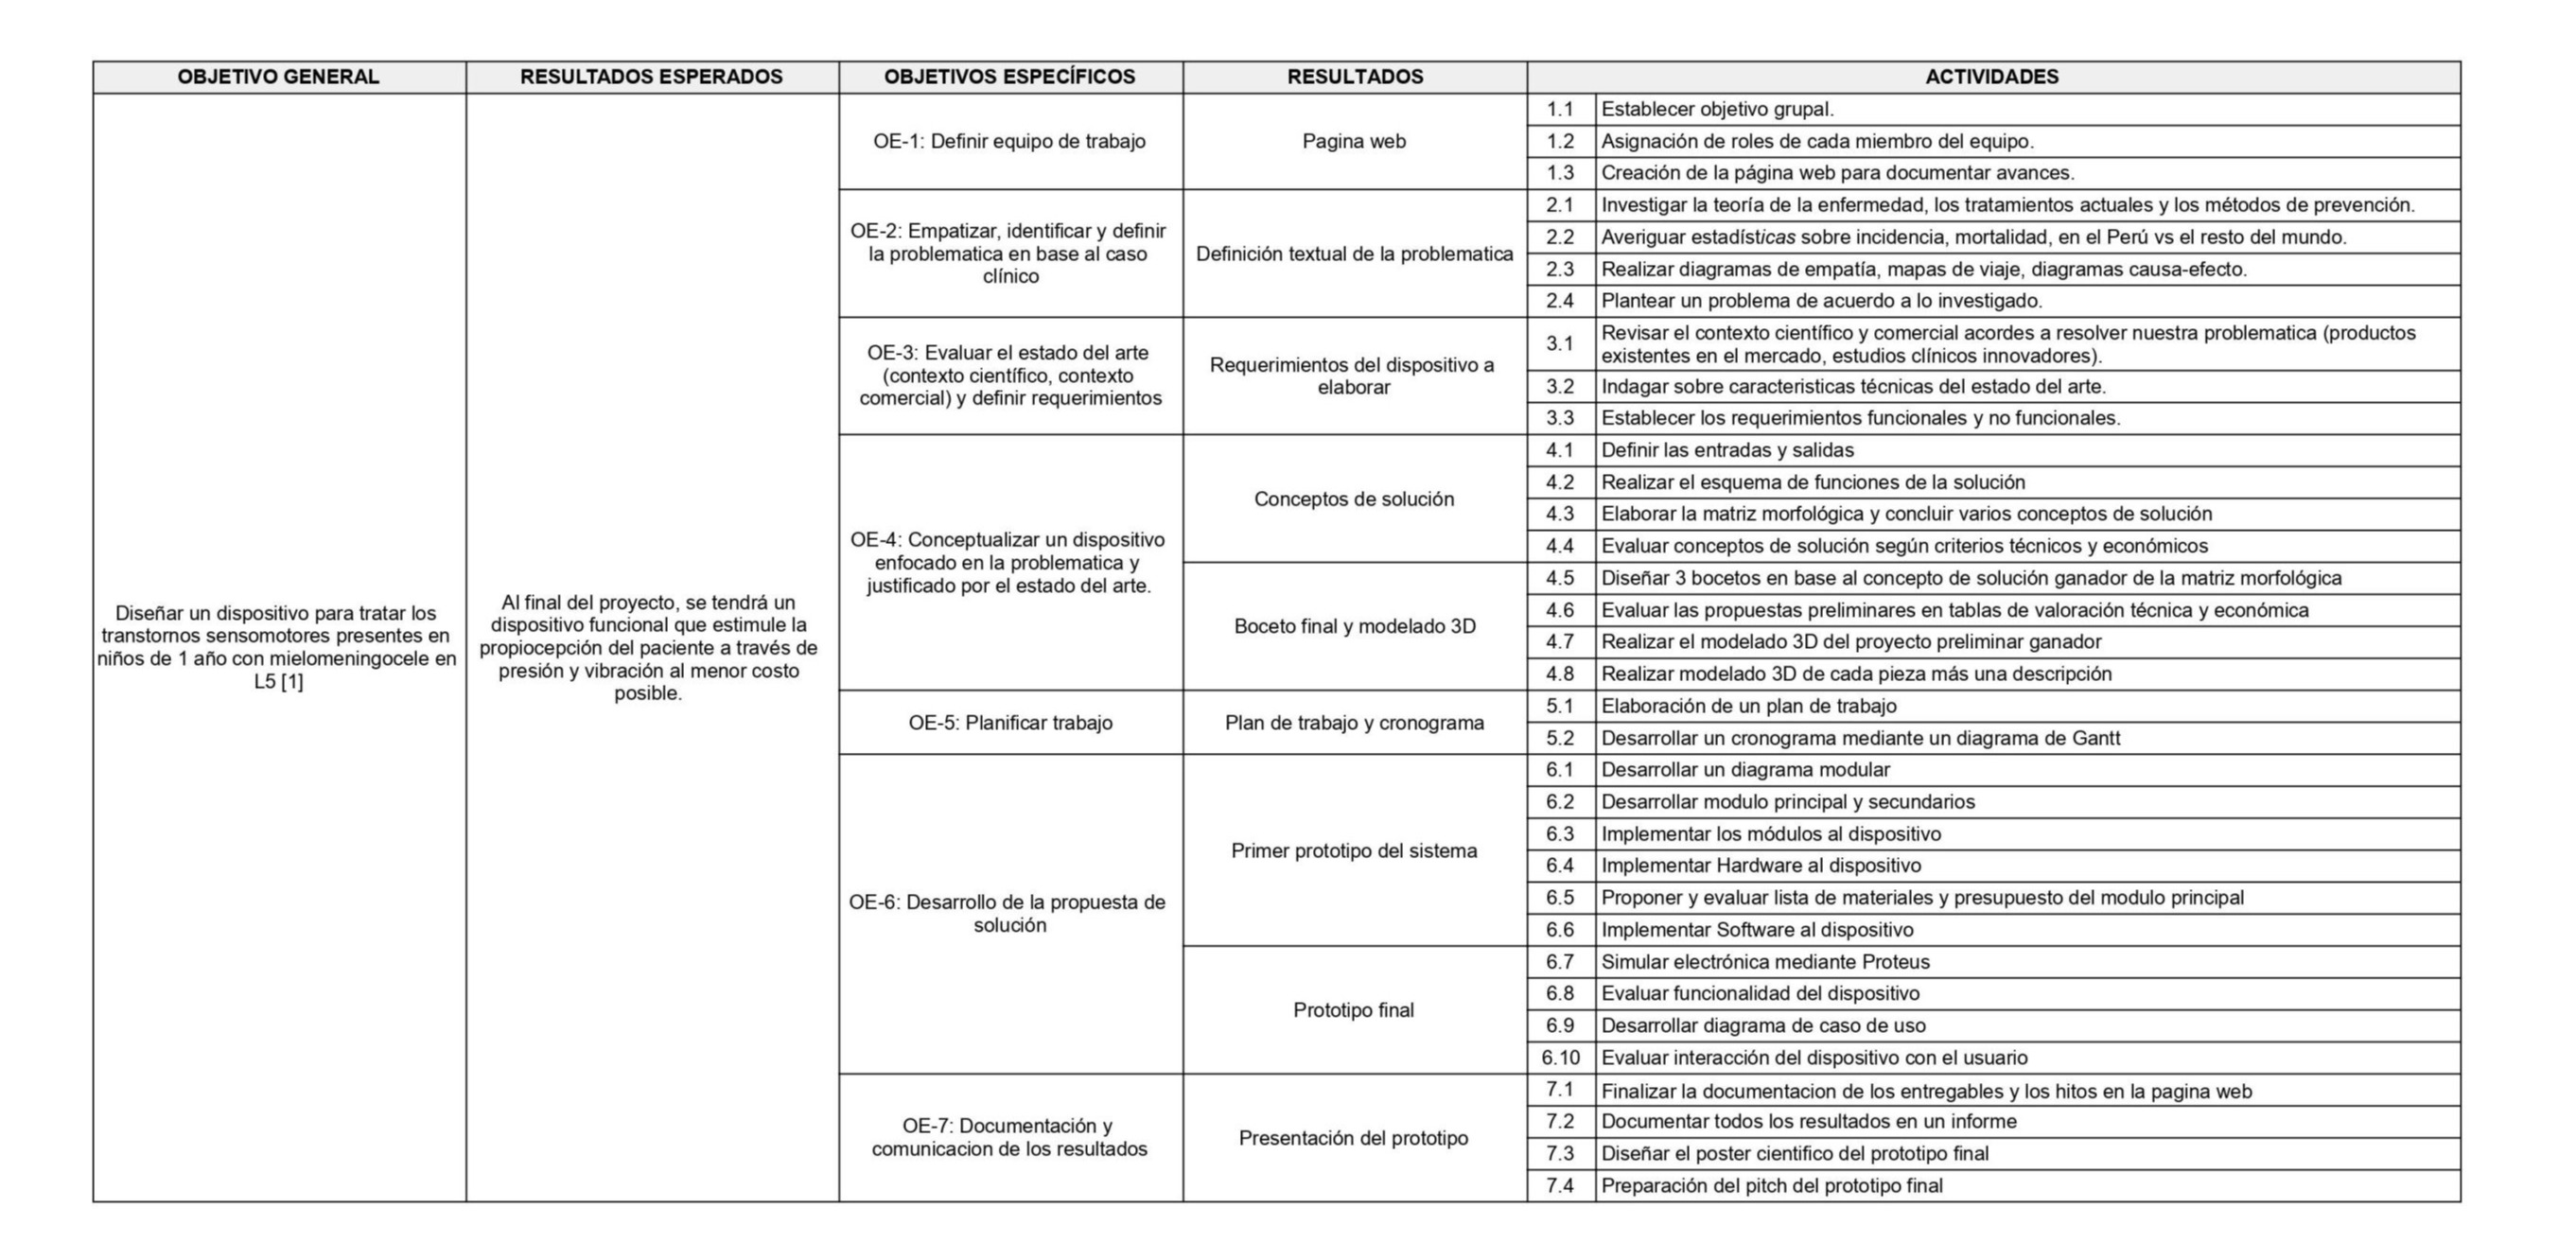 OBJETIVO GENERAL
RESULTADOS ESPERADOS
OBJETIVOS ESPECÍFICOS
RESULTADOS
ACTIVIDADES
Diseñar un dispositivo para tratar los
transtornos sensomotores presentes en
niños de 1 año con mielomeningocele en
L5 [1]
Al final del proyecto, se tendrá un
dispositivo funcional que estimule la
propiocepción del paciente a través de
presión y vibración al menor costo
posible.
OE-1: Definir equipo de trabajo
Pagina web
1.1 Establecer objetivo grupal.
1.2 Asignación de roles de cada miembro del equipo.
1.3 Creación de la página web para documentar avances.
OE-2: Empatizar, identificar y definir
la problematica en base al caso
clínico
Definición textual de la problematica
2.1 Investigar la teoría de la enfermedad, los tratamientos actuales y los métodos de prevención.
2.2 Averiguar estadísticas sobre incidencia, mortalidad, en el Perú vs el resto del mundo.
2.3 Realizar diagramas de empatía, mapas de viaje, diagramas causa-efecto.
2.4 Plantear un problema de acuerdo a lo investigado.
OE-3: Evaluar el estado del arte
(contexto científico, contexto
comercial) y definir requerimientos
Requerimientos del dispositivo a
elaborar
3.1 Revisar el contexto científico y comercial acordes a resolver nuestra problematica (productos
existentes en el mercado, estudios clínicos innovadores).
3.2 Indagar sobre caracteristicas técnicas del estado del arte.
3.3 Establecer los requerimientos funcionales y no funcionales.
OE-4: Conceptualizar un dispositivo
enfocado en la problematica y
justificado por el estado del arte.
Conceptos de solución
4.1 Definir las entradas y salidas
4.2 Realizar el esquema de funciones de la solución
4.3 Elaborar la matriz morfológica y concluir varios conceptos de solución
4.4 Evaluar conceptos de solución según criterios técnicos y económicos
Boceto final y modelado 3D
4.5 Diseñar 3 bocetos en base al concepto de solución ganador de la matriz morfológica
4.6 Evaluar las propuestas preliminares en tablas de valoración técnica y económica
4.7 Realizar el modelado 3D del proyecto preliminar ganador
4.8 Realizar modelado 3D de cada pieza más una descripción
OE-5: Planificar trabajo
Plan de trabajo y cronograma
5.1 Elaboración de un plan de trabajo
5.2 Desarrollar un cronograma mediante un diagrama de Gantt
OE-6: Desarrollo de la propuesta de
solución
Primer prototipo del sistema
6.1 Desarrollar un diagrama modular
6.2 Desarrollar modulo principal y secundarios
6.3 Implementar los módulos al dispositivo
6.4 Implementar Hardware al dispositivo
6.5 Proponer y evaluar lista de materiales y presupuesto del modulo principal
6.6 Implementar Software al dispositivo
Prototipo final
6.7 Simular electrónica mediante Proteus
6.8 Evaluar funcionalidad del dispositivo
6.9 Desarrollar diagrama de caso de uso
6.10 Evaluar interacción del dispositivo con el usuario
OE-7: Documentación y
comunicacion de los resultados
Presentación del prototipo
7.1 Finalizar la documentacion de los entregables y los hitos en la pagina web
7.2 Documentar todos los resultados en un informe
7.3 Diseñar el poster cientifico del prototipo final
7.4 Preparación del pitch del prototipo final